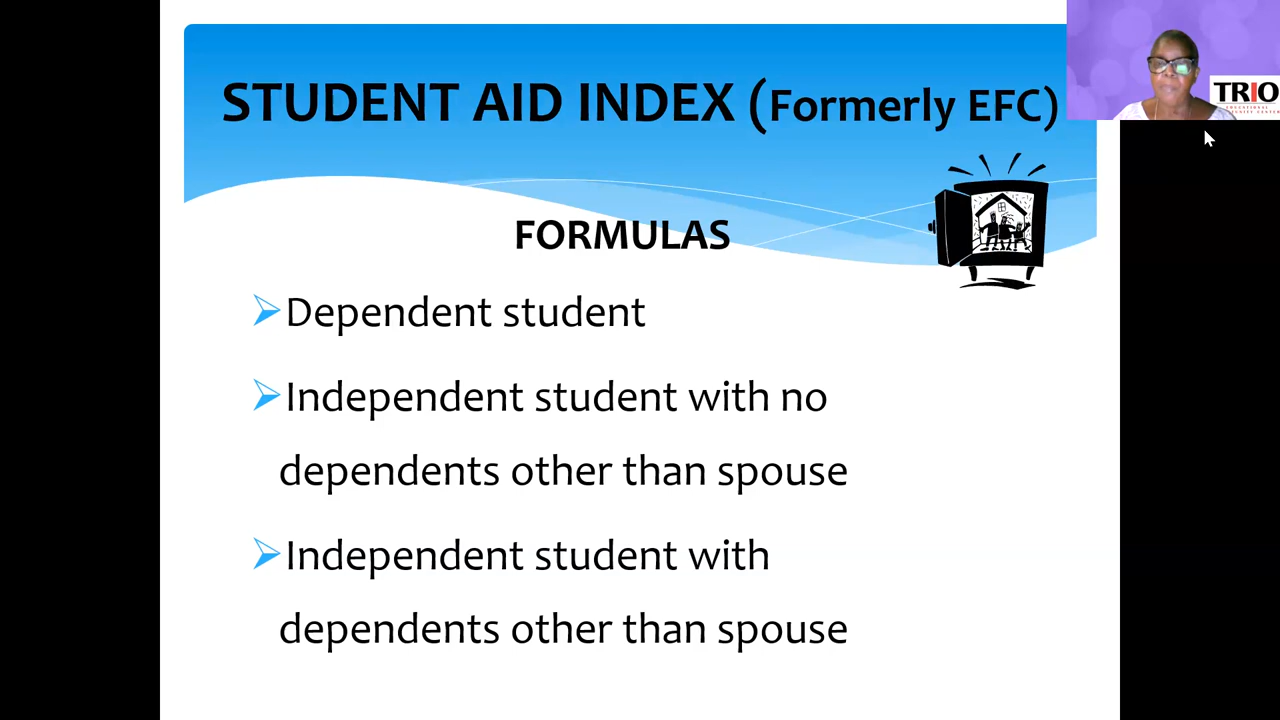 STUDENT AID INDEX (Formerly EFC)
TRIO
EDUCATIONAL
FORMULAS
➢Dependent student
➢Independent student with no
dependents other than spouse
➢Independent student with
dependents other than spouse